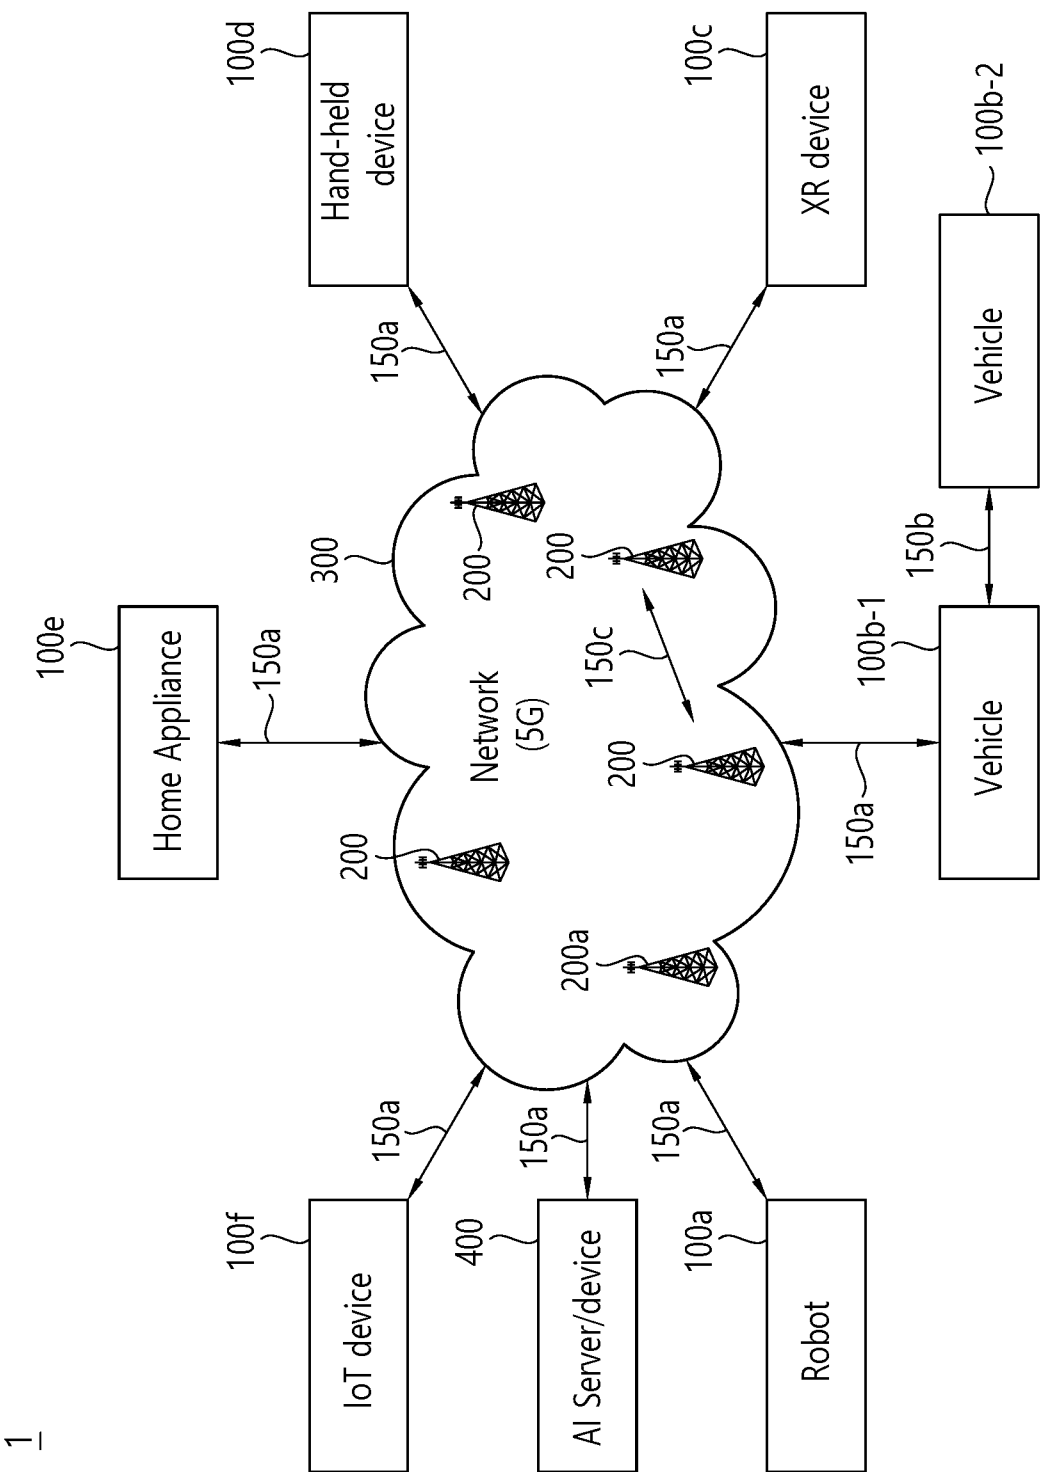 1
100e
Home Appliance
150a
100f
IoT device
150a
300
150a
100d
Hand-held
device
200
200
Network
(5G)
400
AI Server/device
150a
200a
200
150c
200
100a
Robot
150a
150a
100c
XR device
150a
100b-1
Vehicle
150b
Vehicle
100b-2